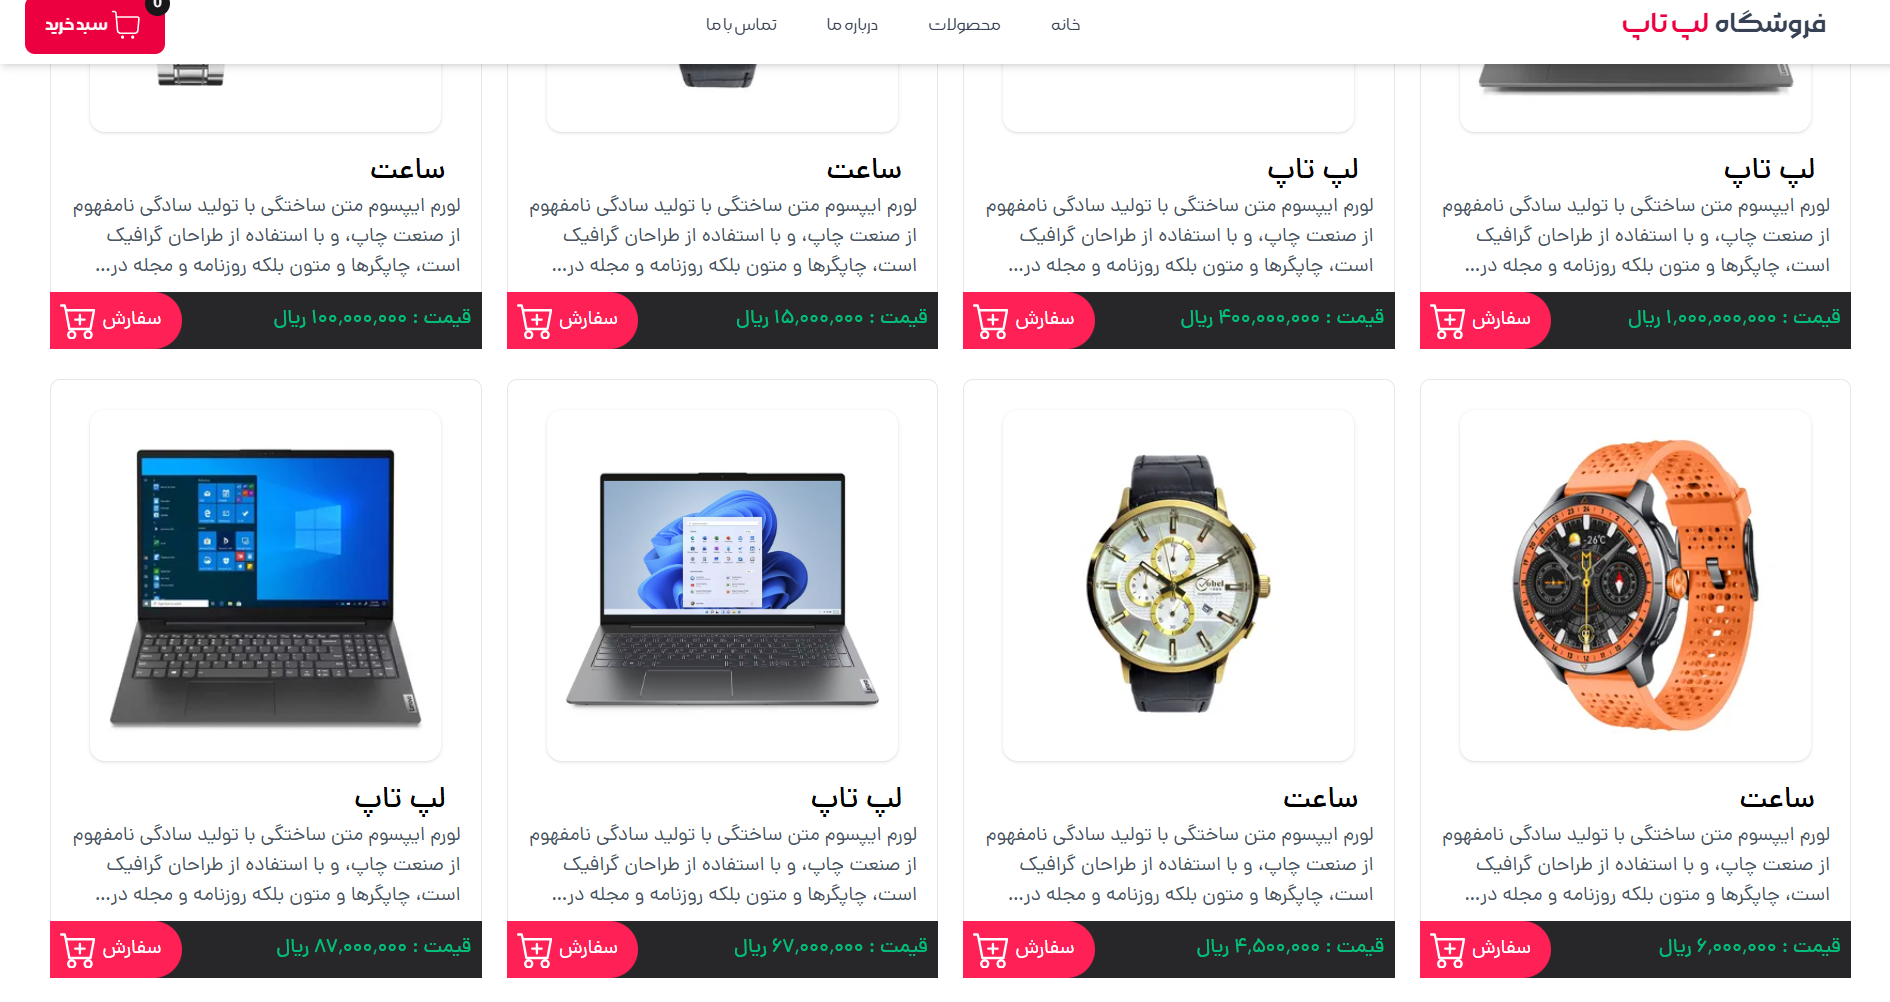 فروشگاه لپ تاپ
خانه
محصولات
درباره ما
تماس با ما
سبد خرید
0
لپ تاپ
لورم ایپسوم متن ساختگی با تولید سادگی نامفهوم
از صنعت چاپ، و با استفاده از طراحان گرافیک
است، چاپگرها و متون بلکه روزنامه و مجله در...
قیمت : ۱,۰۰۰,۰۰۰,۰۰۰ ریال
سفارش
لپ تاپ
لورم ایپسوم متن ساختگی با تولید سادگی نامفهوم
از صنعت چاپ، و با استفاده از طراحان گرافیک
است، چاپگرها و متون بلکه روزنامه و مجله در...
قیمت : ۴۰۰,۰۰۰,۰۰۰ ریال
سفارش
ساعت
لورم ایپسوم متن ساختگی با تولید سادگی نامفهوم
از صنعت چاپ، و با استفاده از طراحان گرافیک
است، چاپگرها و متون بلکه روزنامه و مجله در...
قیمت : ۱۵,۰۰۰,۰۰۰ ریال
سفارش
ساعت
لورم ایپسوم متن ساختگی با تولید سادگی نامفهوم
از صنعت چاپ، و با استفاده از طراحان گرافیک
است، چاپگرها و متون بلکه روزنامه و مجله در...
قیمت : ۱۰۰,۰۰۰,۰۰۰ ریال
سفارش
-26°C
ساعت
لورم ایپسوم متن ساختگی با تولید سادگی نامفهوم
از صنعت چاپ، و با استفاده از طراحان گرافیک
است، چاپگرها و متون بلکه روزنامه و مجله در...
قیمت : ۶,۰۰۰,۰۰۰ ریال
سفارش
ساعت
لورم ایپسوم متن ساختگی با تولید سادگی نامفهوم
از صنعت چاپ، و با استفاده از طراحان گرافیک
است، چاپگرها و متون بلکه روزنامه و مجله در...
قیمت : ۴,۵۰۰,۰۰۰ ریال
سفارش
Lenovo
لپ تاپ
لورم ایپسوم متن ساختگی با تولید سادگی نامفهوم
از صنعت چاپ، و با استفاده از طراحان گرافیک
است، چاپگرها و متون بلکه روزنامه و مجله در...
قیمت : ۶۷,۰۰۰,۰۰۰ ریال
سفارش
Lenovo
لپ تاپ
لورم ایپسوم متن ساختگی با تولید سادگی نامفهوم
از صنعت چاپ، و با استفاده از طراحان گرافیک
است، چاپگرها و متون بلکه روزنامه و مجله در...
قیمت : ۸۷,۰۰۰,۰۰۰ ریال
سفارش